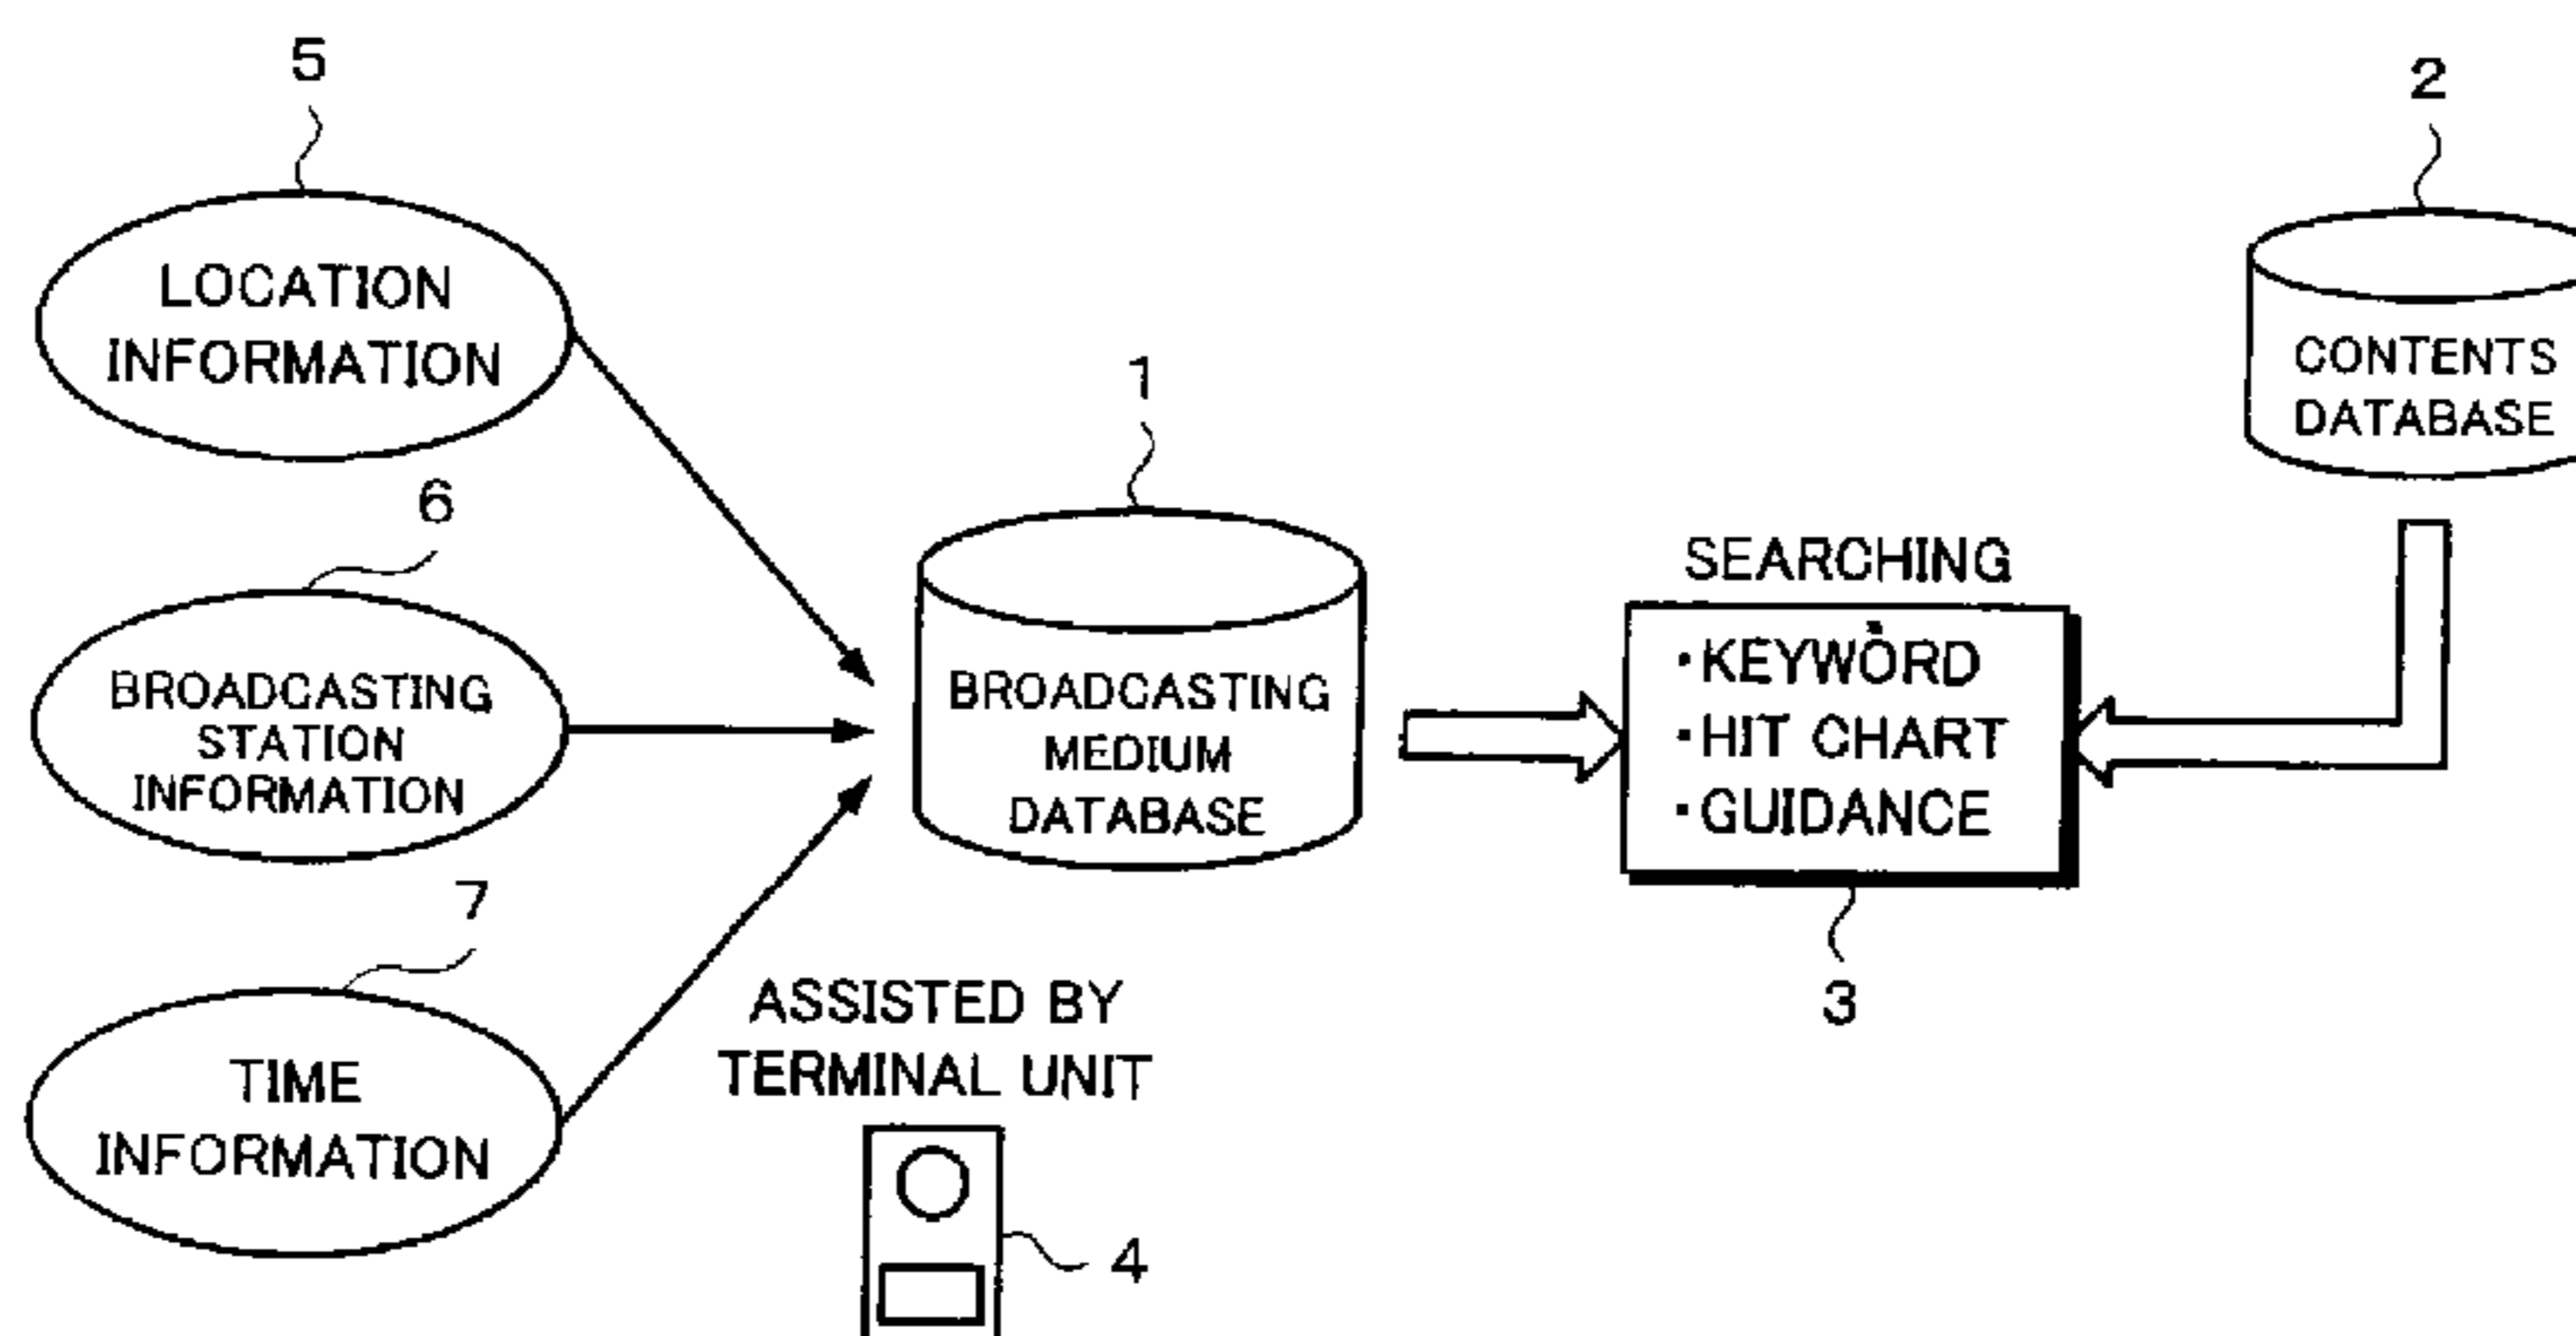 5
LOCATION
INFORMATION
6
BROADCASTING
STATION
INFORMATION
7
TIME
INFORMATION
1
BROADCASTING
MEDIUM
DATABASE
ASSISTED BY
TERMINAL UNIT
4
SEARCHING
・KEYWORD
・HIT CHART
・GUIDANCE
3
2
CONTENTS
DATABASE